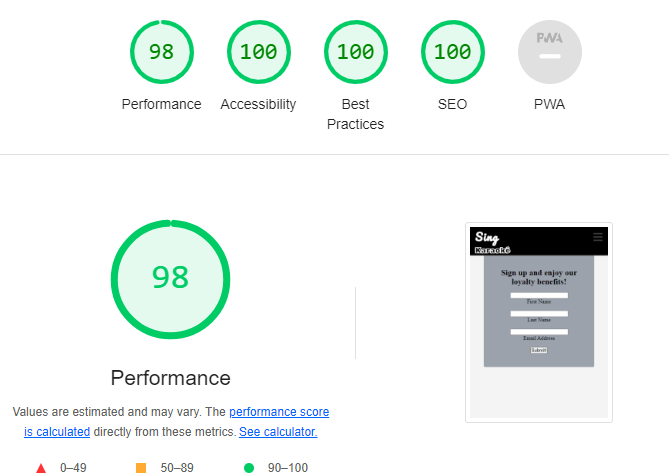 98
100
100
100
PWA
Performance
Accessibility
Best
Practices
SEO
PWA
98
Performance
Values are estimated and may vary. The performance score
is calculated directly from these metrics. See calculator.
0–49
50–89
90–100
Sing
Karaoke
Sign up and enjoy our
loyalty benefits!
First Name
Last Name
Email Address
Submit